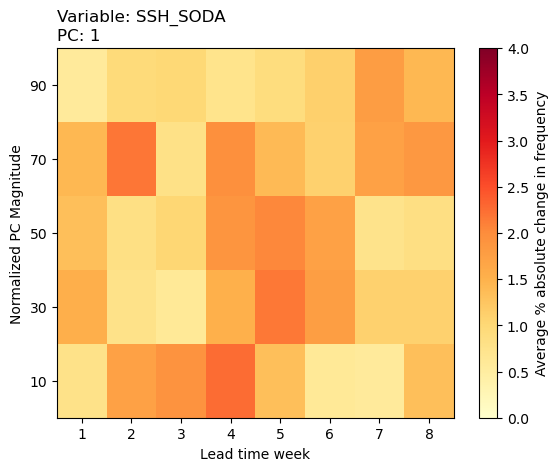 Variable: SSH_SODA
PC: 1
90
70
50
30
10
Normalized PC Magnitude
1 2 3 4 5 6 7 8
Lead time week
4.0
3.5
3.0
2.5
2.0
1.5
1.0
0.5
0.0
Average % absolute change in frequency